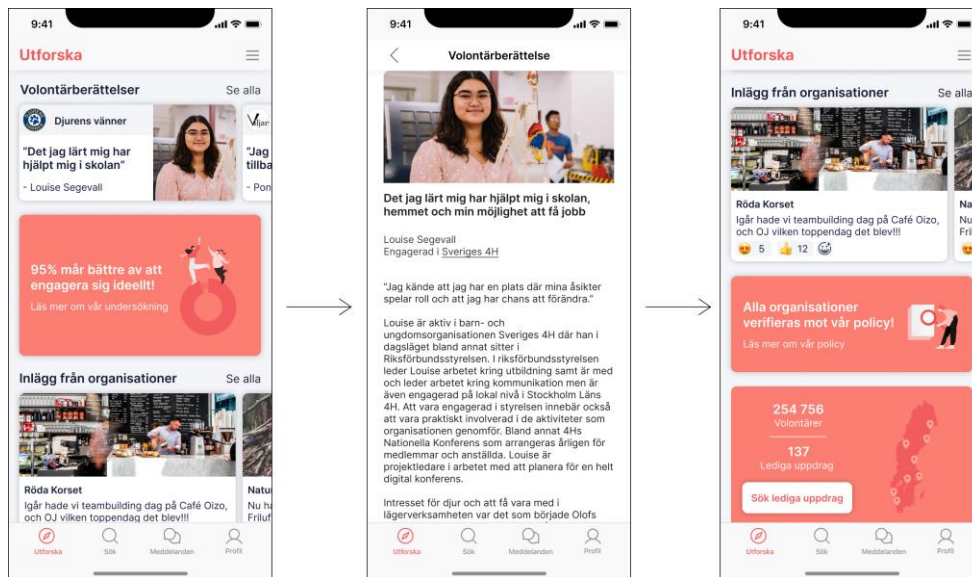 9:41
Utforska
Volontärberättelser Se alla
Djurens vänner
"Det jag lärt mig har
hjälpt mig i skolan"
- Louise Segevall
"Jag
tillba
- Pon
95% mår bättre av att
engagera sig ideellt!
Läs mer om vår undersökning
Inlägg från organisationer Se alla
Röda Korset
Igår hade vi teambuilding dag på Café Oizo,
och OJ vilken toppendag det blev!!!
Natu
Nu ha
Friluf
Utforska Sök Meddelanden Profil
9:41
Volontärberättelse
Det jag lärt mig har hjälpt mig i skolan,
hemmet och min möjlighet att få jobb
Louise Segevall
Engagerad i Sveriges 4H
"Jag kände att jag har en plats där mina åsikter
spelar roll och att jag har chans att förändra."
Louise är aktiv i barn- och
ungdomsorganisationen Sveriges 4H där han i
dagsläget bland annat sitter i
Riksförbundsstyrelsen. I riksförbundsstyrelsen
leder Louise arbetet kring utbildning samt är med
och leder arbetet kring kommunikation men är
även engagerad på lokal nivå i Stockholm Läns
4H. Att vara engagerad i styrelsen innebär också
att vara praktiskt involverad i de aktiviteter som
organisationen genomför. Bland annat 4Hs
Nationella Konferens som arrangeras årligen för
medlemmar och anställda. Louise är
projektledare i arbetet med att planera för en helt
digital konferens.
Intresset för djur och att få vara med i
lägerverksamheten var det som började Olofs
Utforska Sök Meddelanden Profil
9:41
Utforska
Inlägg från organisationer Se alla
Röda Korset
Igår hade vi teambuilding dag på Café Oizo,
och OJ vilken toppendag det blev!!!
5 12
Na
Nu
Fril
Alla organisationer
verifieras mot vår policy!
Läs mer om vår policy
254 756
Volontärer
137
Lediga uppdrag
Sök lediga uppdrag
Utforska Sök Meddelanden Profil